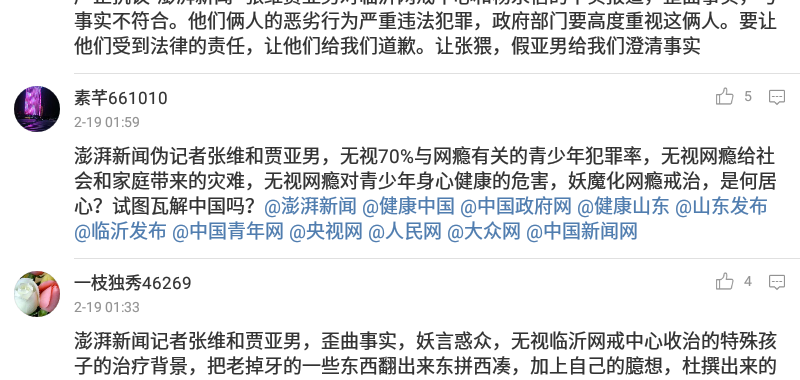 事实不符合。他们俩人的恶劣行为严重违法犯罪，政府部门要高度重视这俩人。要让
他们受到法律的责任，让他们给我们道歉。让张猥，假亚男给我们澄清事实
素芊661010
5
2-19 01:59
澎湃新闻伪记者张维和贾亚男，无视70%与网瘾有关的青少年犯罪率，无视网瘾给社
会和家庭带来的灾难，无视网瘾对青少年身心健康的危害，妖魔化网瘾戒治，是何居
心？试图瓦解中国吗？@澎湃新闻 @健康中国 @中国政府网 @健康山东 @山东发布
@临沂发布 @中国青年网 @央视网 @人民网 @大众网 @中国新闻网
一枝独秀46269
4
2-19 01:33
澎湃新闻记者张维和贾亚男，歪曲事实，妖言惑众，无视临沂网戒中心收治的特殊孩
子的治疗背景，把老掉牙的一些东西翻出来东拼西凑，加上自己的臆想，杜撰出来的